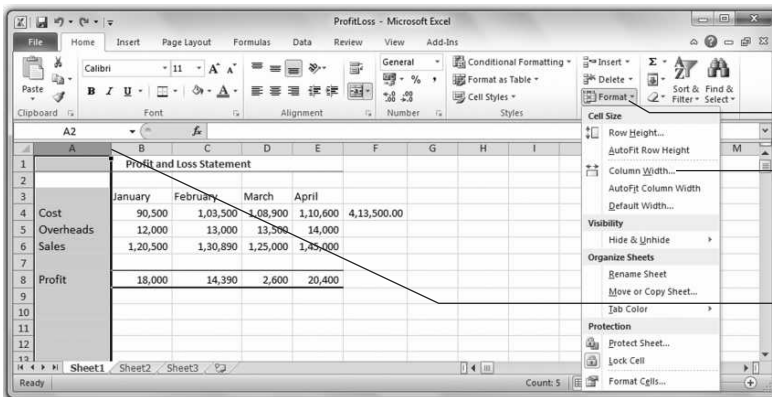 ProfitLoss - Microsoft Excel
File Home Insert Page Layout Formulas Data Review View Add-Ins
Calibri 11 A A General Conditional Formatting Insert Σ
Paste B I U A % , Format as Table Delete Sort & Find &
Cell Styles Format Filter Select
Clipboard Font Alignment Number Styles
A2 fx
A B C D E F G H I M
1 Profit and Loss Statement
2
3 January February March April
4 Cost 90,500 1,03,500 1,08,900 1,10,600 4,13,500.00
5 Overheads 12,000 13,000 13,500 14,000
6 Sales 1,20,500 1,30,890 1,25,000 1,45,000
7
8 Profit 18,000 14,390 2,600 20,400
9
10
11
12
13
Sheet1 Sheet2 Sheet3
Ready Count: 5
Cell Size
Row Height...
AutoFit Row Height
Column Width...
AutoFit Column Width
Default Width...
Visibility
Hide & Unhide
Organize Sheets
Rename Sheet
Move or Copy Sheet...
Tab Color
Protection
Protect Sheet...
Lock Cell
Format Cells...